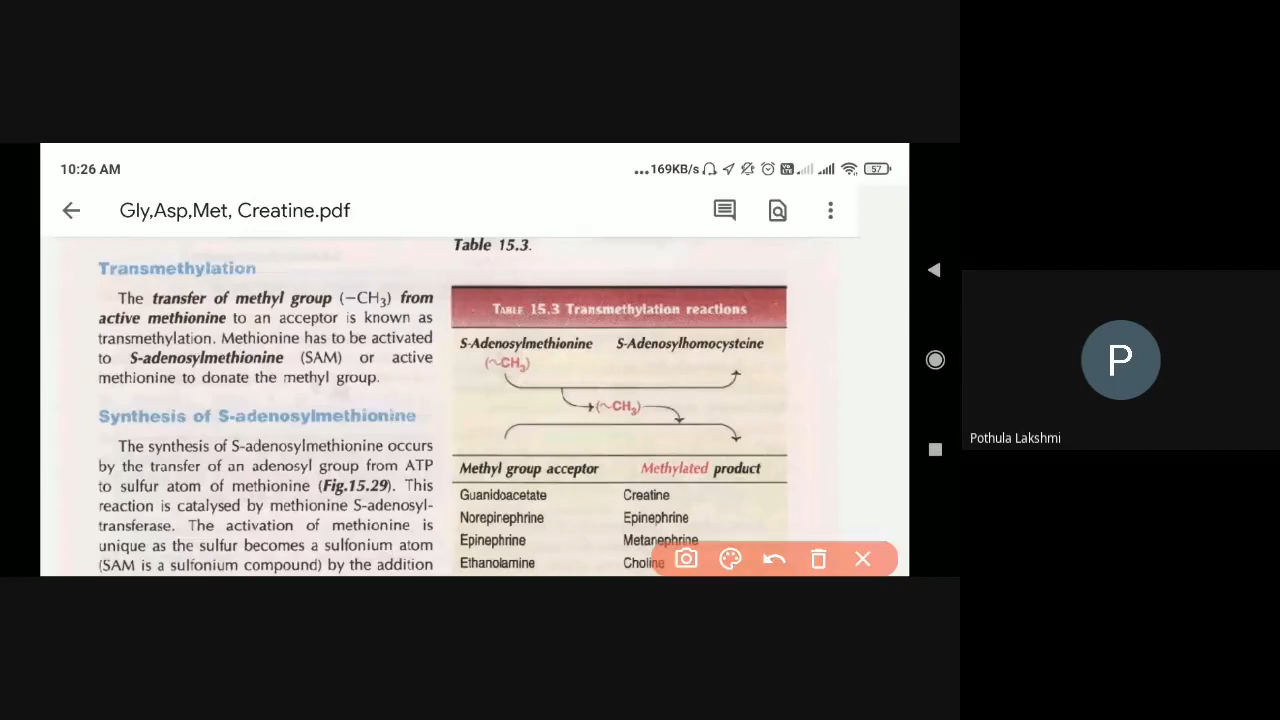 10:26 AM
...169KB/s
57
Gly,Asp,Met, Creatine.pdf
Transmethylation
The transfer of methyl group (–CH3) from
active methionine to an acceptor is known as
transmethylation. Methionine has to be activated
to S-adenosylmethionine (SAM) or active
methionine to donate the methyl group.
Synthesis of S-adenosylmethionine
The synthesis of S-adenosylmethionine occurs
by the transfer of an adenosyl group from ATP
to sulfur atom of methionine (Fig.15.29). This
reaction is catalysed by methionine S-adenosyl-
transferase. The activation of methionine is
unique as the sulfur becomes a sulfonium atom
(SAM is a sulfonium compound) by the addition
Table 15.3.
TABLE 15.3 Transmethylation reactions
S-Adenosylmethionine S-Adenosylhomocysteine
(~CH3)
(~CH3)
Methyl group acceptor Methylated product
Guanidoacetate Creatine
Norepinephrine Epinephrine
Epinephrine Metanephrine
Ethanolamine Choline
P
Pothula Lakshmi